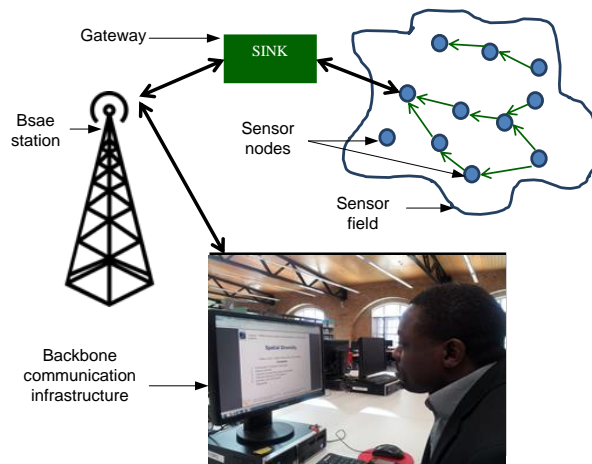 Gateway
SINK
Bsae
station
Sensor
nodes
Sensor
field
Backbone
communication
infrastructure
Spatial Diversity